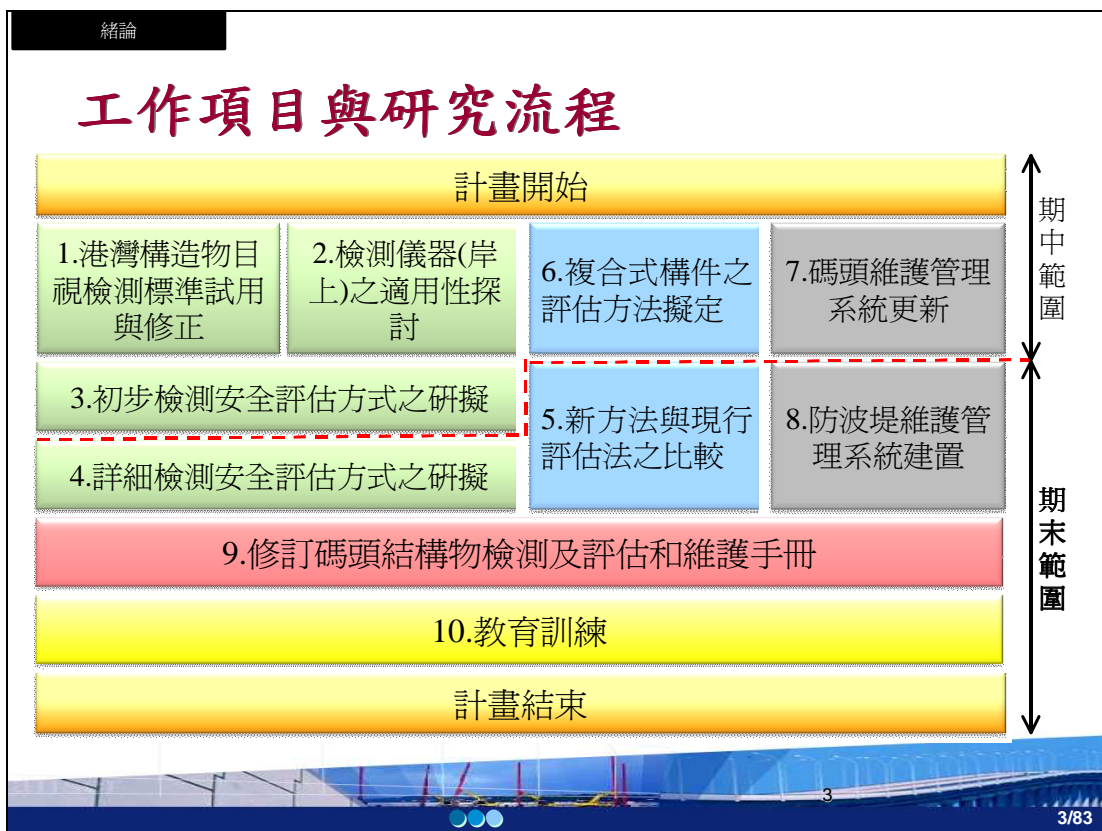 緒論
工作項目與研究流程
計畫開始
1.港灣構造物目
視檢測標準試用
與修正
2.檢測儀器(岸
上)之適用性探
討
6.複合式構件之
評估方法擬定
7.碼頭維護管理
系統更新
期中範圍
3.初步檢測安全評估方式之研擬
4.詳細檢測安全評估方式之研擬
5.新方法與現行
評估法之比較
8.防波堤維護管
理系統建置
期末範圍
9.修訂碼頭結構物檢測及評估和維護手冊
10.教育訓練
計畫結束
3
3/83